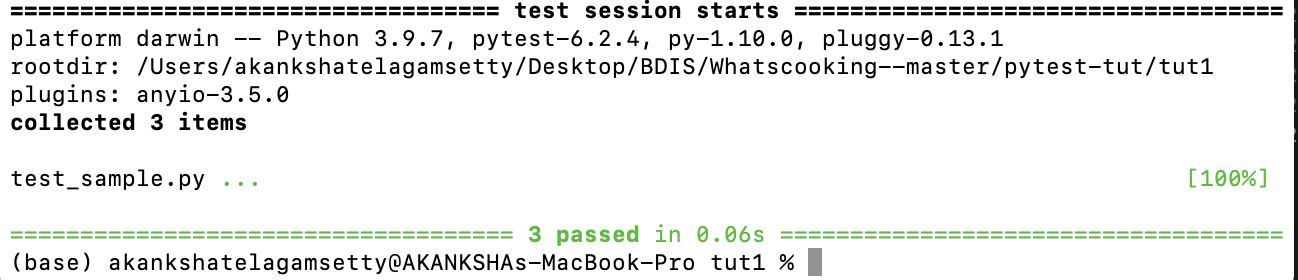 =================================== test session starts ===================================
platform darwin -- Python 3.9.7, pytest-6.2.4, py-1.10.0, pluggy-0.13.1
rootdir: /Users/akankshatelagamsetty/Desktop/BDIS/Whatscooking--master/pytest-tut/tut1
plugins: anyio-3.5.0
collected 3 items
test_sample.py ... [100%]
==================================== 3 passed in 0.06s ====================================
(base) akankshatelagamsetty@AKANKSHAs-MacBook-Pro tut1 %